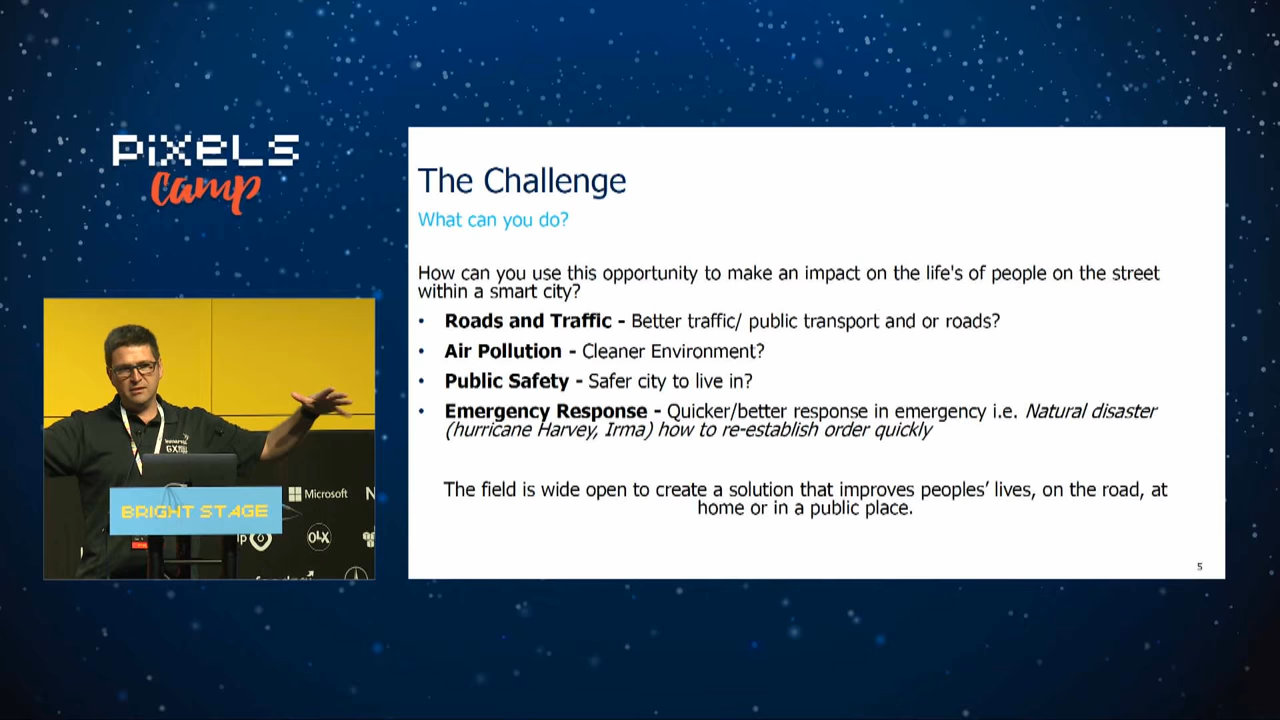 pixels
camp
The Challenge
What can you do?
How can you use this opportunity to make an impact on the life's of people on the street
within a smart city?
• Roads and Traffic - Better traffic/ public transport and or roads?
• Air Pollution - Cleaner Environment?
• Public Safety - Safer city to live in?
• Emergency Response - Quicker/better response in emergency i.e. Natural disaster
(hurricane Harvey, Irma) how to re-establish order quickly
The field is wide open to create a solution that improves peoples’ lives, on the road, at
home or in a public place.
5
GX
Microsoft
N
BRIGHT STAGE
OLX